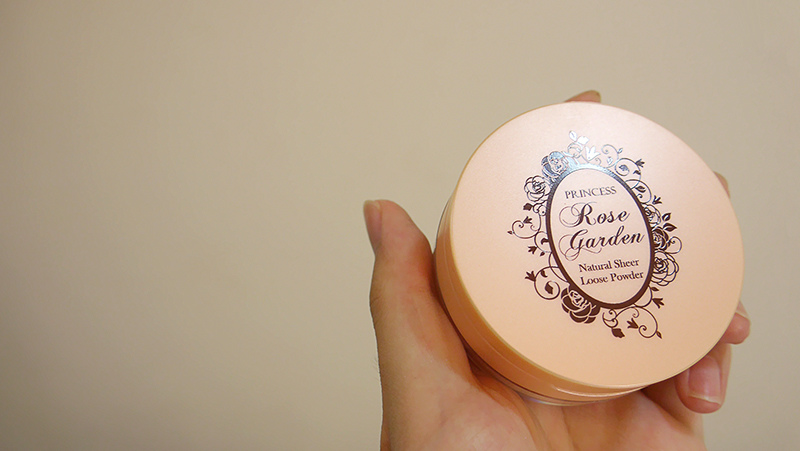 PRINCESS
Rose
Garden
Natural Sheer
Loose Powder